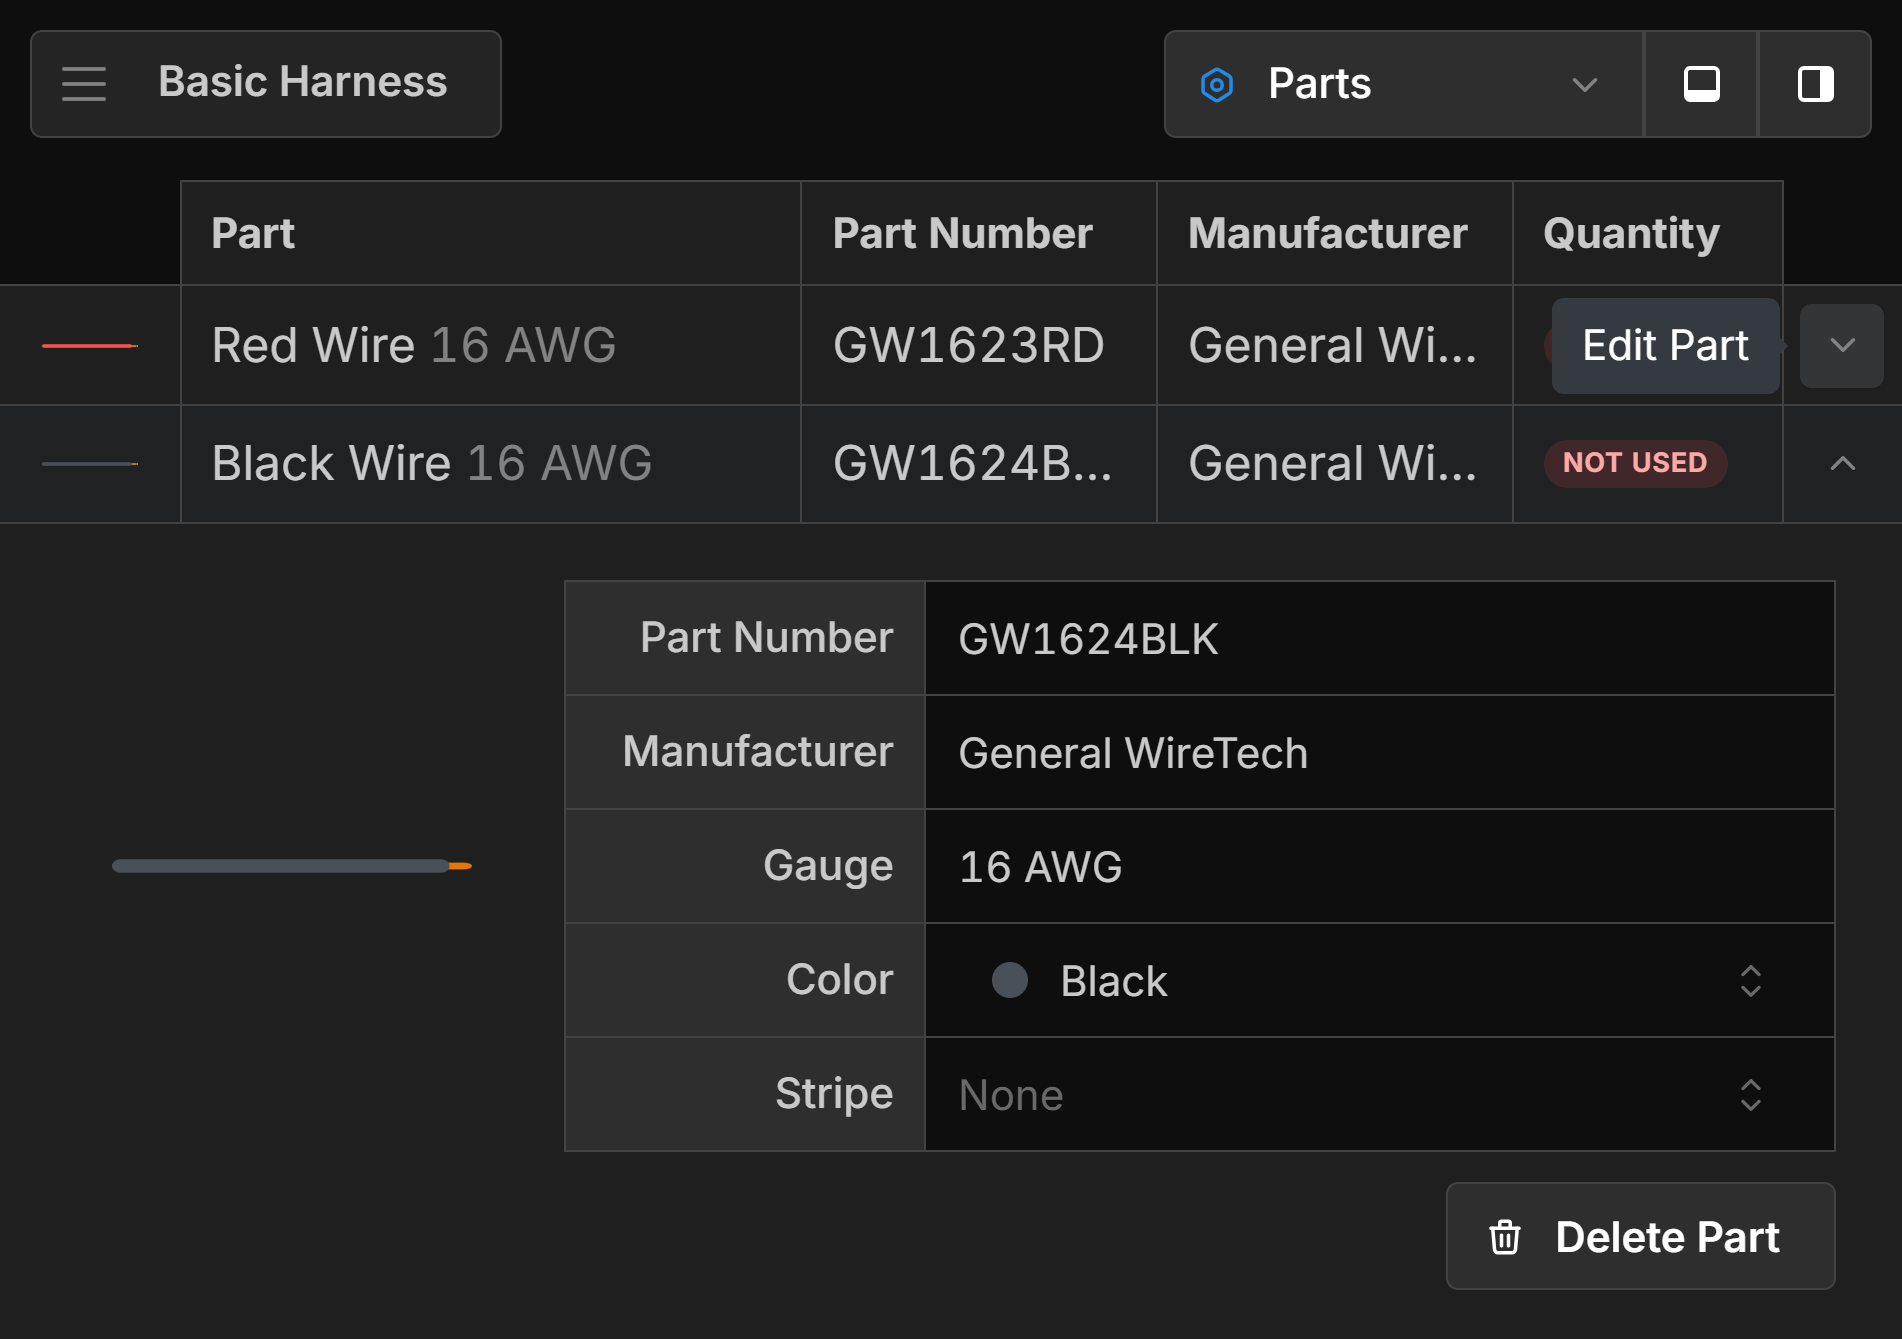 Basic Harness
Parts
Part Part Number Manufacturer Quantity
Red Wire 16 AWG GW1623RD General Wi... Edit Part
Black Wire 16 AWG GW1624B... General Wi... NOT USED
Part Number GW1624BLK
Manufacturer General WireTech
Gauge 16 AWG
Color Black
Stripe None
Delete Part